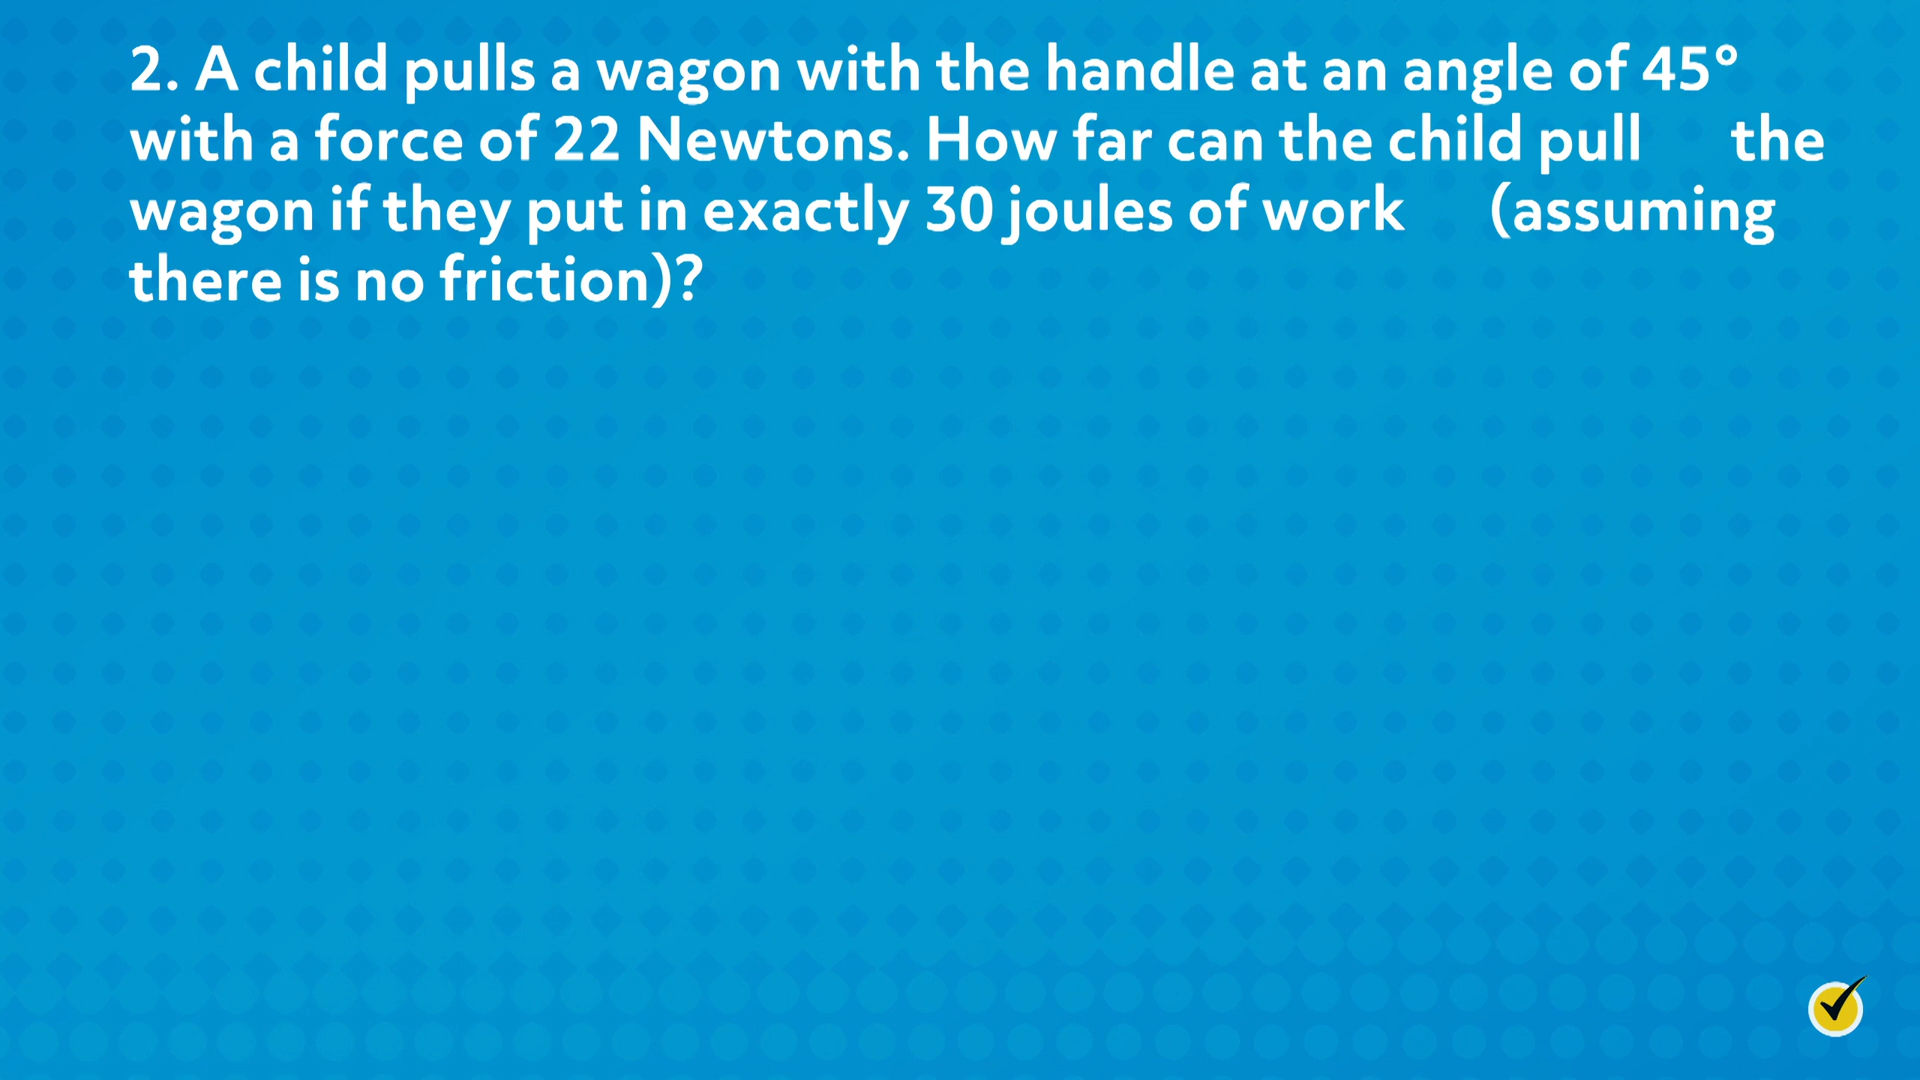 2. A child pulls a wagon with the handle at an angle of 45°
with a force of 22 Newtons. How far can the child pull the
wagon if they put in exactly 30 joules of work (assuming
there is no friction)?